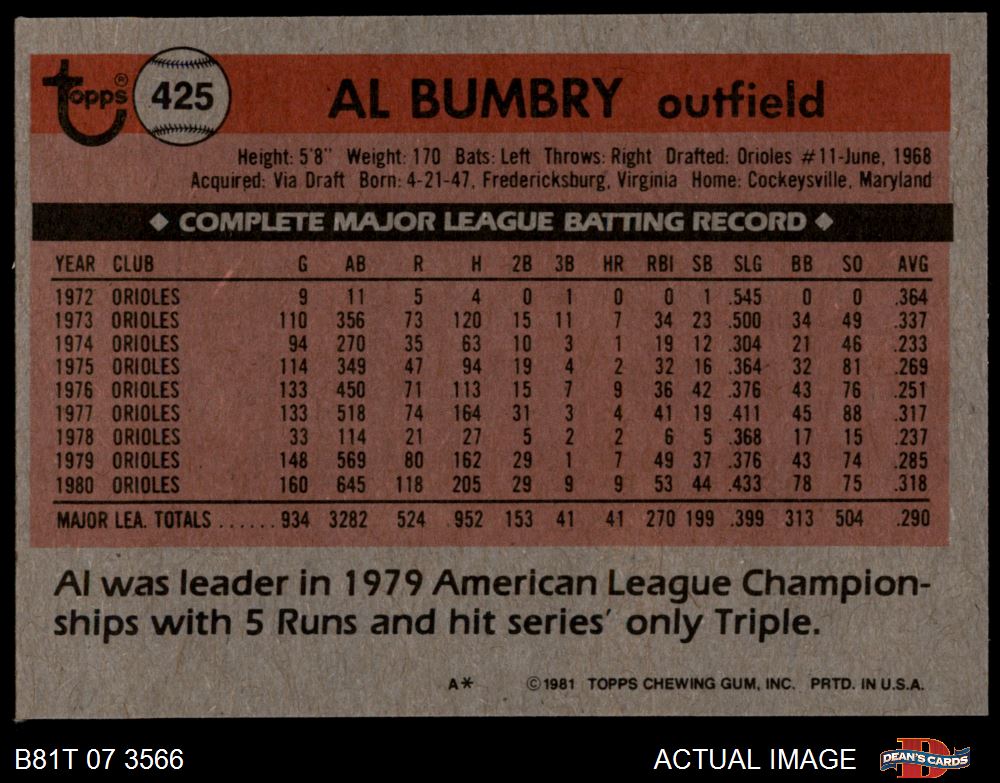 Topps® 425 AL BUMBRY outfield
Height: 5'8" Weight: 170 Bats: Left Throws: Right Drafted: Orioles #11-June, 1968
Acquired: Via Draft Born: 4-21-47, Fredericksburg, Virginia Home: Cockeysville, Maryland
◆ COMPLETE MAJOR LEAGUE BATTING RECORD ◆
YEAR CLUB G AB R H 2B 3B HR RBI SB SLG BB SO AVG
1972 ORIOLES 9 11 5 4 0 1 0 0 1 .545 0 0 .364
1973 ORIOLES 110 356 73 120 15 11 7 34 23 .500 34 49 .337
1974 ORIOLES 94 270 35 63 10 3 1 19 12 .304 21 46 .233
1975 ORIOLES 114 349 47 94 19 4 2 32 16 .364 32 81 .269
1976 ORIOLES 133 450 71 113 15 7 9 36 42 .376 43 76 .251
1977 ORIOLES 133 518 74 164 31 3 4 41 19 .411 45 88 .317
1978 ORIOLES 33 114 21 27 5 2 2 6 5 .368 17 15 .237
1979 ORIOLES 148 569 80 162 29 1 7 49 37 .376 43 74 .285
1980 ORIOLES 160 645 118 205 29 9 9 53 44 .433 78 75 .318
MAJOR LEA. TOTALS ...... 934 3282 524 952 153 41 41 270 199 .399 313 504 .290
Al was leader in 1979 American League Champion-
ships with 5 Runs and hit series' only Triple.
A* ©1981 TOPPS CHEWING GUM, INC. PRTD. IN U.S.A.
B81T 07 3566 ACTUAL IMAGE DEAN'S CARDS